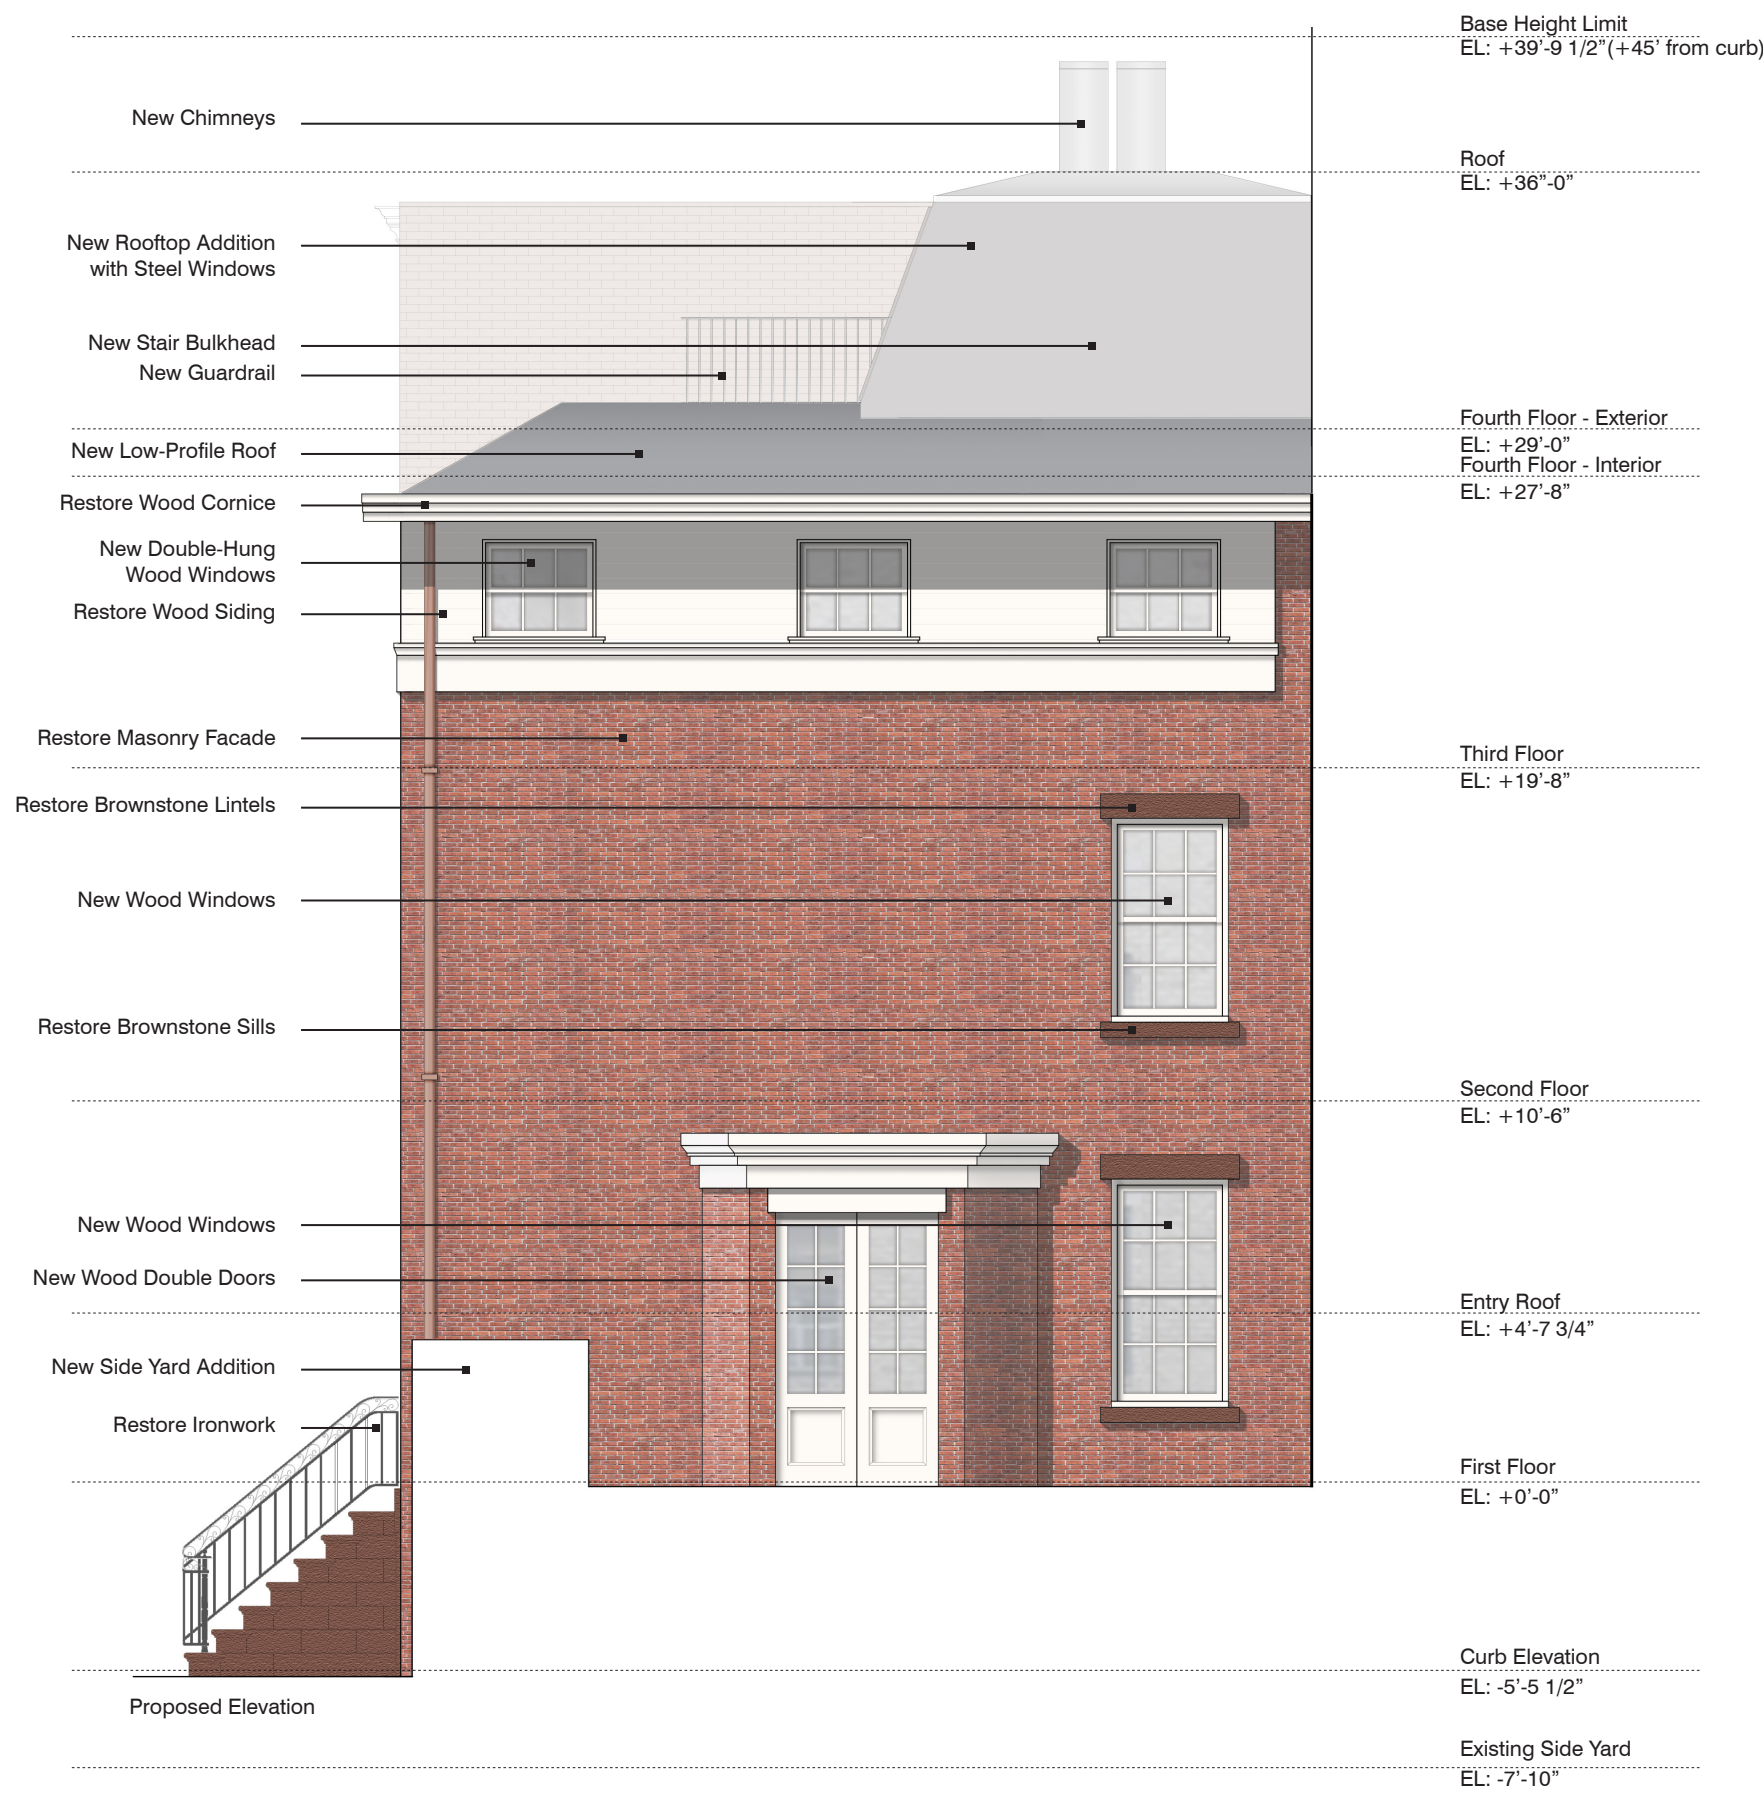 Base Height Limit
EL: +39’-9 1/2”(+45’ from curb)
New Chimneys
Roof
EL: +36”-0”
New Rooftop Addition
with Steel Windows
New Stair Bulkhead
New Guardrail
Fourth Floor - Exterior
EL: +29’-0”
New Low-Profile Roof
Fourth Floor - Interior
EL: +27’-8”
Restore Wood Cornice
New Double-Hung
Wood Windows
Restore Wood Siding
Restore Masonry Facade
Third Floor
EL: +19’-8”
Restore Brownstone Lintels
New Wood Windows
Restore Brownstone Sills
Second Floor
EL: +10’-6”
New Wood Windows
New Wood Double Doors
Entry Roof
EL: +4’-7 3/4”
New Side Yard Addition
Restore Ironwork
First Floor
EL: +0’-0”
Curb Elevation
EL: -5’-5 1/2”
Proposed Elevation
Existing Side Yard
EL: -7’-10”